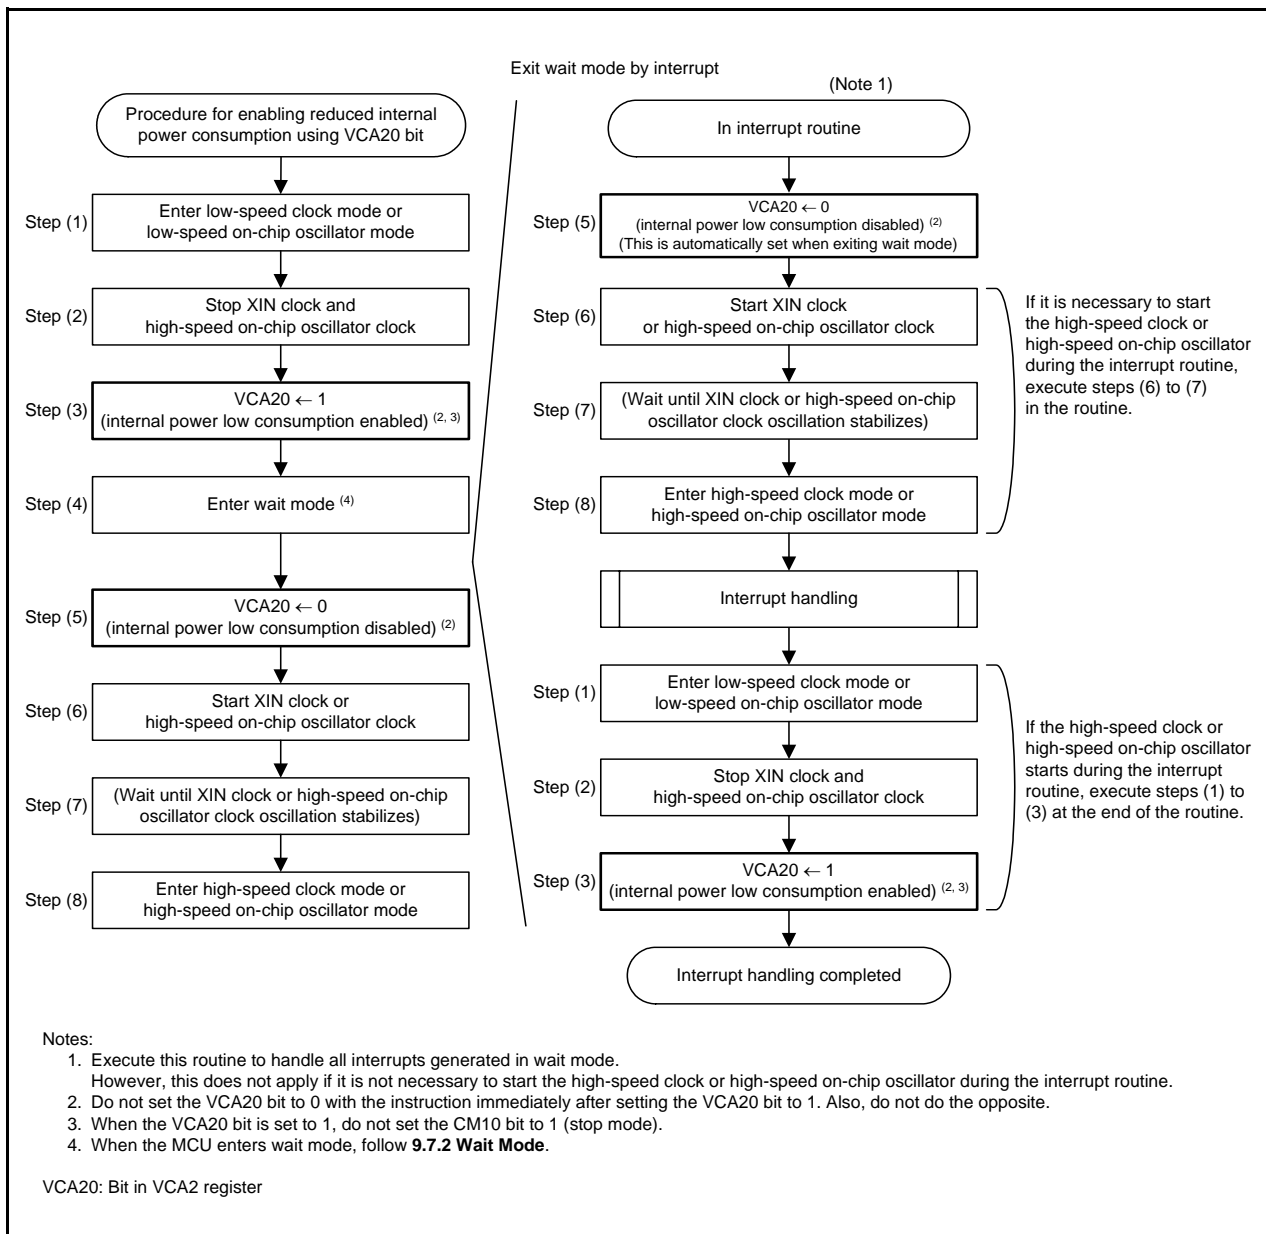 Exit wait mode by interrupt
(Note 1)
Procedure for enabling reduced internal
power consumption using VCA20 bit
Step (1)
Enter low-speed clock mode or
low-speed on-chip oscillator mode
Step (2)
Stop XIN clock and
high-speed on-chip oscillator clock
Step (3)
VCA20 ← 1
(internal power low consumption enabled) (2, 3)
Step (4)
Enter wait mode (4)
Step (5)
VCA20 ← 0
(internal power low consumption disabled) (2)
Step (6)
Start XIN clock or
high-speed on-chip oscillator clock
Step (7)
(Wait until XIN clock or high-speed on-chip
oscillator clock oscillation stabilizes)
Step (8)
Enter high-speed clock mode or
high-speed on-chip oscillator mode
In interrupt routine
Step (5)
VCA20 ← 0
(internal power low consumption disabled) (2)
(This is automatically set when exiting wait mode)
Step (6)
Start XIN clock
or high-speed on-chip oscillator clock
Step (7)
(Wait until XIN clock or high-speed on-chip
oscillator clock oscillation stabilizes)
Step (8)
Enter high-speed clock mode or
high-speed on-chip oscillator mode
If it is necessary to start
the high-speed clock or
high-speed on-chip oscillator
during the interrupt routine,
execute steps (6) to (7)
in the routine.
Interrupt handling
Step (1)
Enter low-speed clock mode or
low-speed on-chip oscillator mode
Step (2)
Stop XIN clock and
high-speed on-chip oscillator clock
Step (3)
VCA20 ← 1
(internal power low consumption enabled) (2, 3)
If the high-speed clock or
high-speed on-chip oscillator
starts during the interrupt
routine, execute steps (1) to
(3) at the end of the routine.
Interrupt handling completed
Notes:
1. Execute this routine to handle all interrupts generated in wait mode.
However, this does not apply if it is not necessary to start the high-speed clock or high-speed on-chip oscillator during the interrupt routine.
2. Do not set the VCA20 bit to 0 with the instruction immediately after setting the VCA20 bit to 1. Also, do not do the opposite.
3. When the VCA20 bit is set to 1, do not set the CM10 bit to 1 (stop mode).
4. When the MCU enters wait mode, follow 9.7.2 Wait Mode.
VCA20: Bit in VCA2 register